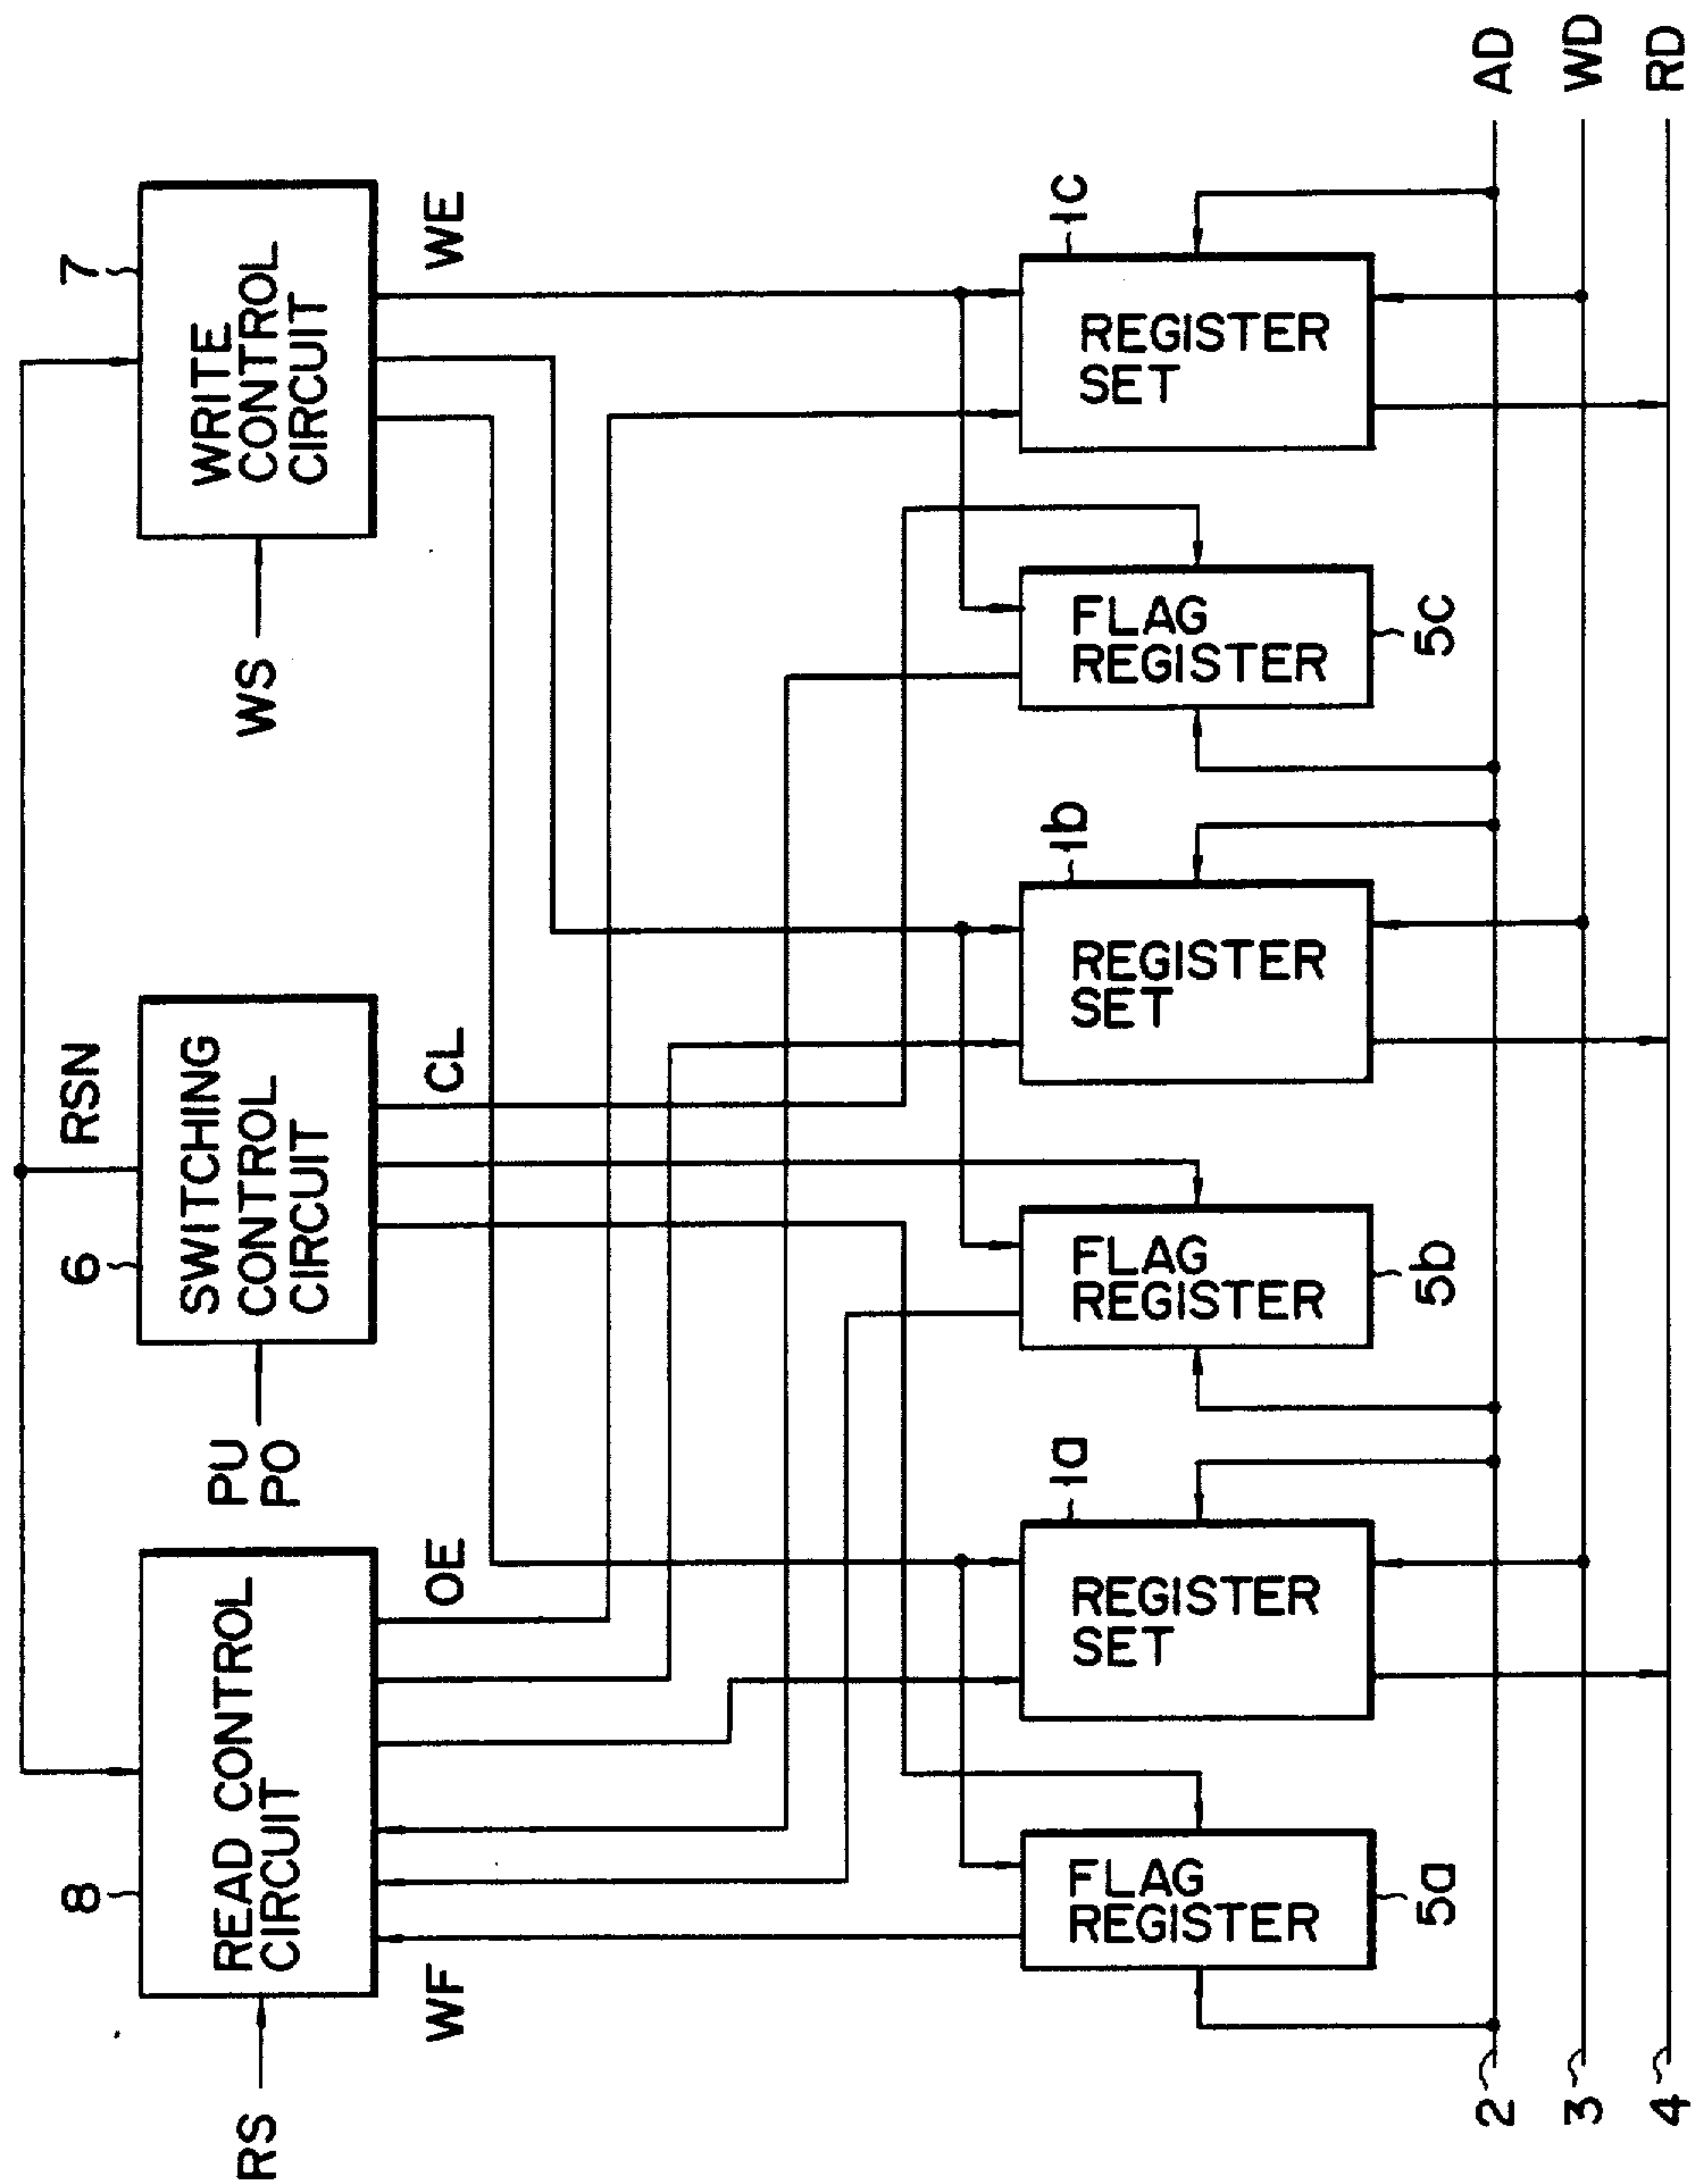 RSN
8
6
7
READ CONTROL
CIRCUIT
SWITCHING
CONTROL
CIRCUIT
WRITE
CONTROL
CIRCUIT
RS
PU
PO
WS
WF
OE
CL
WE
1a
1b
1c
FLAG
REGISTER
REGISTER
SET
FLAG
REGISTER
REGISTER
SET
FLAG
REGISTER
REGISTER
SET
5a
5b
5c
2
AD
3
WD
4
RD